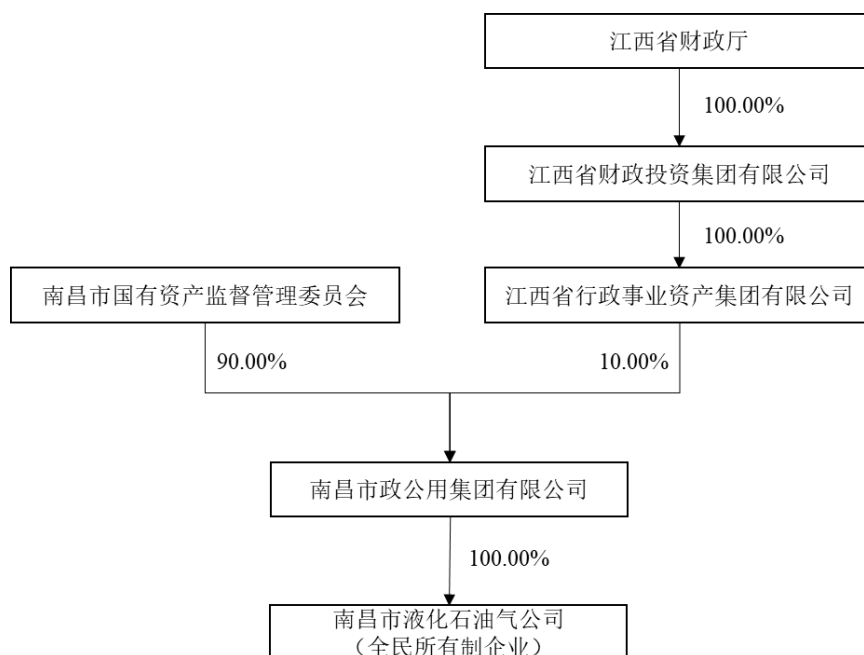 江西省财政厅
100.00%
江西省财政投资集团有限公司
100.00%
南昌市国有资产监督管理委员会
江西省行政事业资产集团有限公司
90.00%
10.00%
南昌市政公用集团有限公司
100.00%
南昌市液化石油气公司
（全民所有制企业）